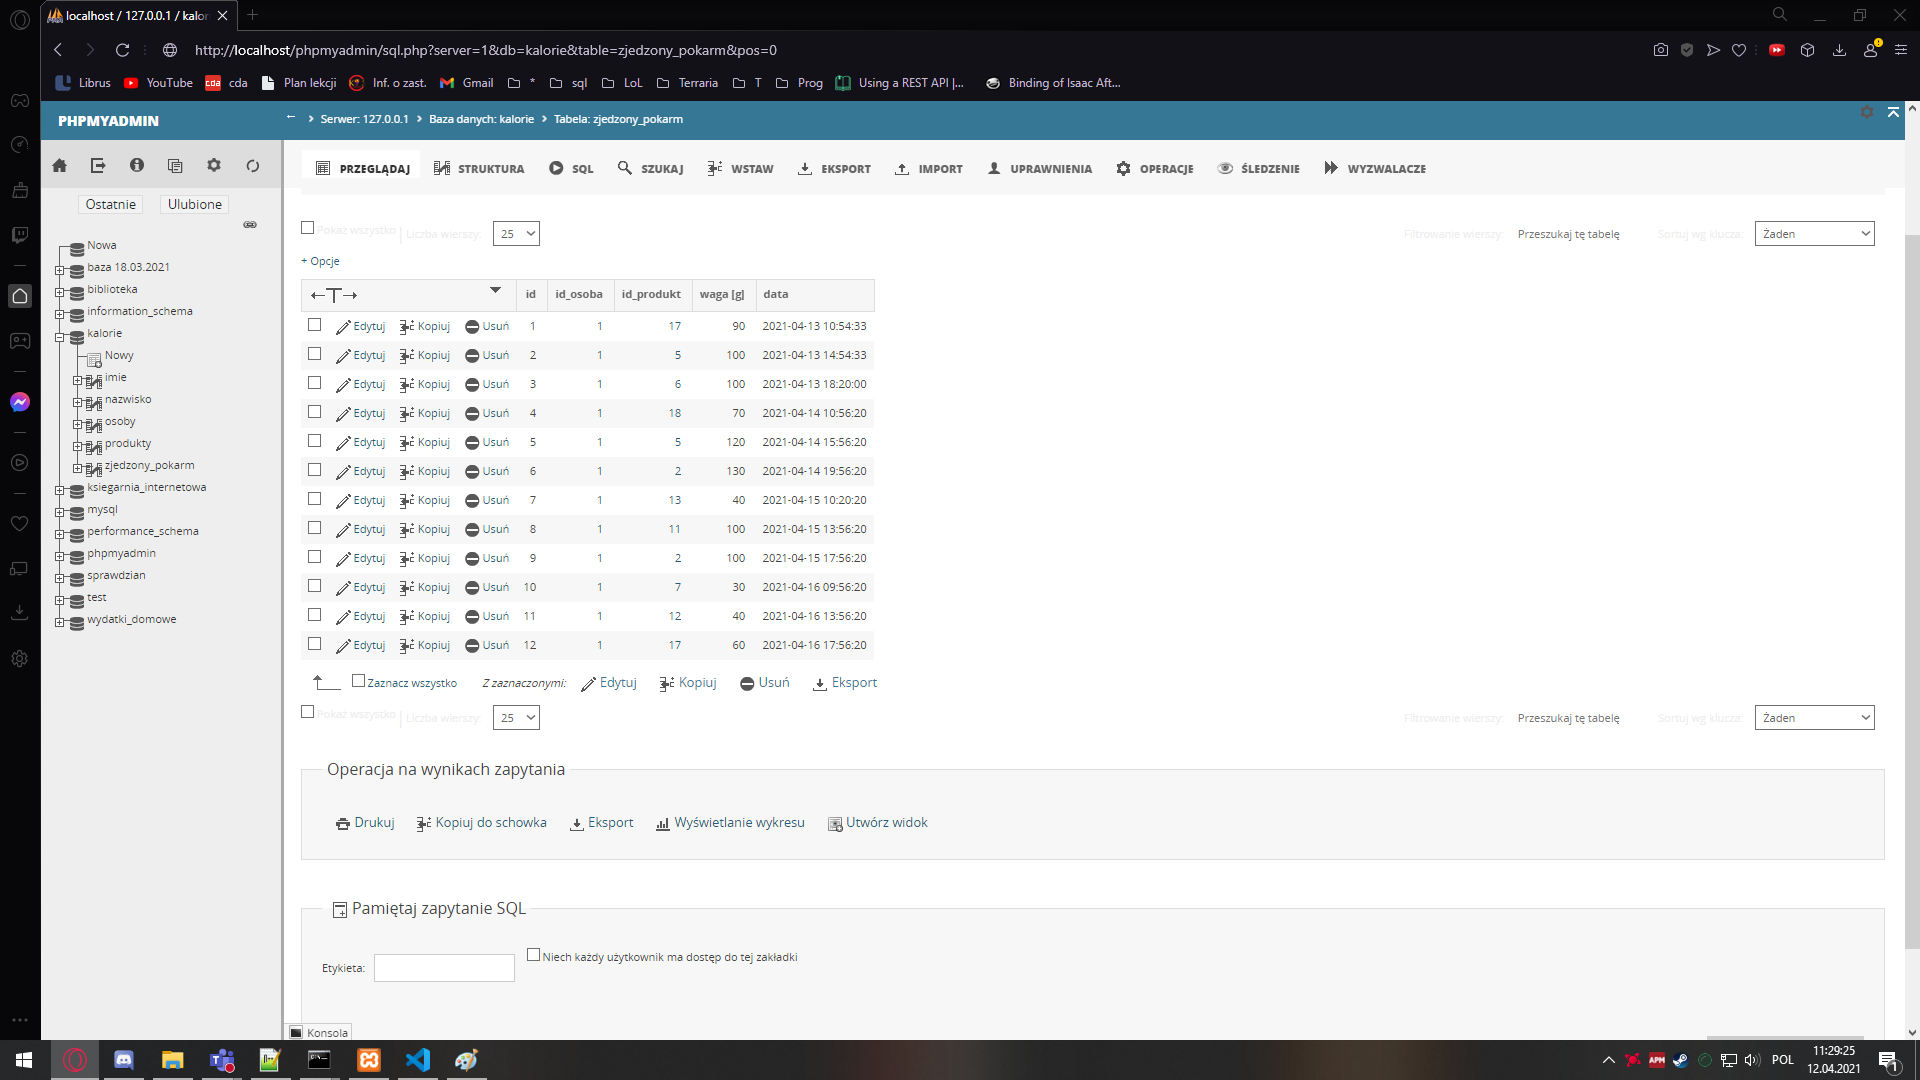 localhost / 127.0.0.1 / kalor
http://localhost/phpmyadmin/sql.php?server=1&db=kalorie&table=zjedzony_pokarm&pos=0
Librus YouTube cda cda Plan lekcji Inf. o zast. Gmail * sql LoL Terraria T Prog Using a REST API |... Binding of Isaac Aft...
PHPMYADMIN
← › Serwer: 127.0.0.1 › Baza danych: kalorie › Tabela: zjedzony_pokarm
PRZEGLĄDAJ STRUKTURA SQL SZUKAJ WSTAW EKSPORT IMPORT UPRAWNIENIA OPERACJE ŚLEDZENIE WYZWALACZE
Ostatnie Ulubione
Nowa
baza 18.03.2021
biblioteka
information_schema
kalorie
Nowy
imie
nazwisko
osoby
produkty
zjedzony_pokarm
ksiegarnia_internetowa
mysql
performance_schema
phpmyadmin
sprawdzian
test
wydatki_domowe
Pokaż wszystko | Liczba wierszy: 25 Filtrowanie wierszy: Przeszukaj tę tabelę Sortuj wg klucza: Żaden
+ Opcje
←T→ id id_osoba id_produkt waga [g] data
Edytuj Kopiuj Usuń 1 1 17 90 2021-04-13 10:54:33
Edytuj Kopiuj Usuń 2 1 5 100 2021-04-13 14:54:33
Edytuj Kopiuj Usuń 3 1 6 100 2021-04-13 18:20:00
Edytuj Kopiuj Usuń 4 1 18 70 2021-04-14 10:56:20
Edytuj Kopiuj Usuń 5 1 5 120 2021-04-14 15:56:20
Edytuj Kopiuj Usuń 6 1 2 130 2021-04-14 19:56:20
Edytuj Kopiuj Usuń 7 1 13 40 2021-04-15 10:20:20
Edytuj Kopiuj Usuń 8 1 11 100 2021-04-15 13:56:20
Edytuj Kopiuj Usuń 9 1 2 100 2021-04-15 17:56:20
Edytuj Kopiuj Usuń 10 1 7 30 2021-04-16 09:56:20
Edytuj Kopiuj Usuń 11 1 12 40 2021-04-16 13:56:20
Edytuj Kopiuj Usuń 12 1 17 60 2021-04-16 17:56:20
Zaznacz wszystko Z zaznaczonymi: Edytuj Kopiuj Usuń Eksport
Pokaż wszystko | Liczba wierszy: 25 Filtrowanie wierszy: Przeszukaj tę tabelę Sortuj wg klucza: Żaden
Operacja na wynikach zapytania
Drukuj Kopiuj do schowka Eksport Wyświetlanie wykresu Utwórz widok
Pamiętaj zapytanie SQL
Etykieta: Niech każdy użytkownik ma dostęp do tej zakładki
Konsola
APM POL 11:29:25
12.04.2021
1